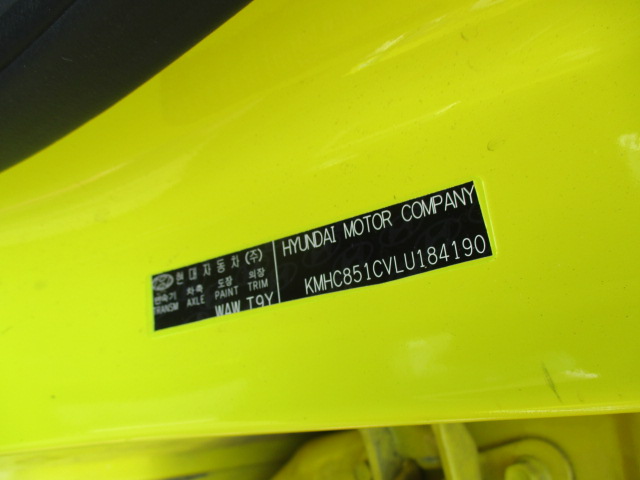 현대자동차(주)
변속기 차축 도장 외장
TRANSM AXLE PAINT TRIM
WAW T9Y
HYUNDAI MOTOR COMPANY
KMHC851CVLU184190